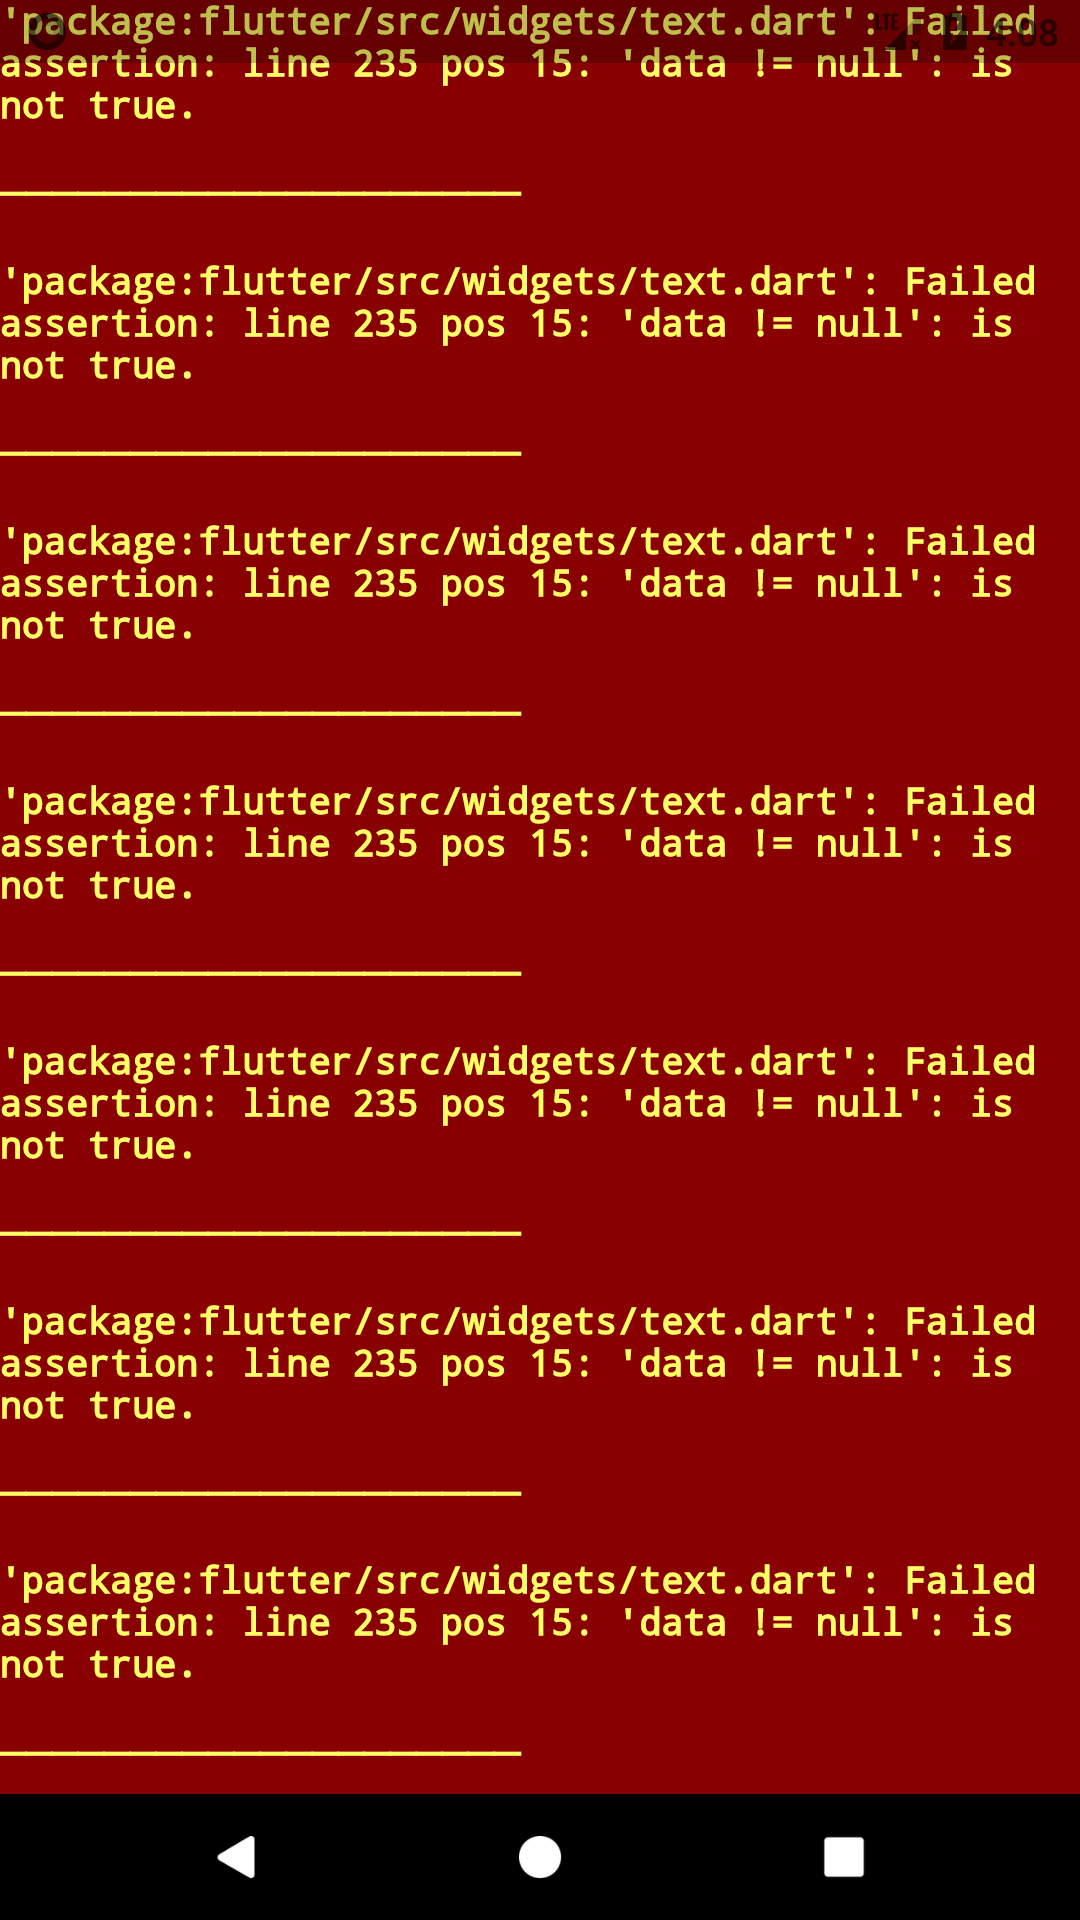 'package:flutter/src/widgets/text.dart': Failed
LTE 4:08
assertion: line 235 pos 15: 'data != null': is
not true.
'package:flutter/src/widgets/text.dart': Failed
assertion: line 235 pos 15: 'data != null': is
not true.
'package:flutter/src/widgets/text.dart': Failed
assertion: line 235 pos 15: 'data != null': is
not true.
'package:flutter/src/widgets/text.dart': Failed
assertion: line 235 pos 15: 'data != null': is
not true.
'package:flutter/src/widgets/text.dart': Failed
assertion: line 235 pos 15: 'data != null': is
not true.
'package:flutter/src/widgets/text.dart': Failed
assertion: line 235 pos 15: 'data != null': is
not true.
'package:flutter/src/widgets/text.dart': Failed
assertion: line 235 pos 15: 'data != null': is
not true.